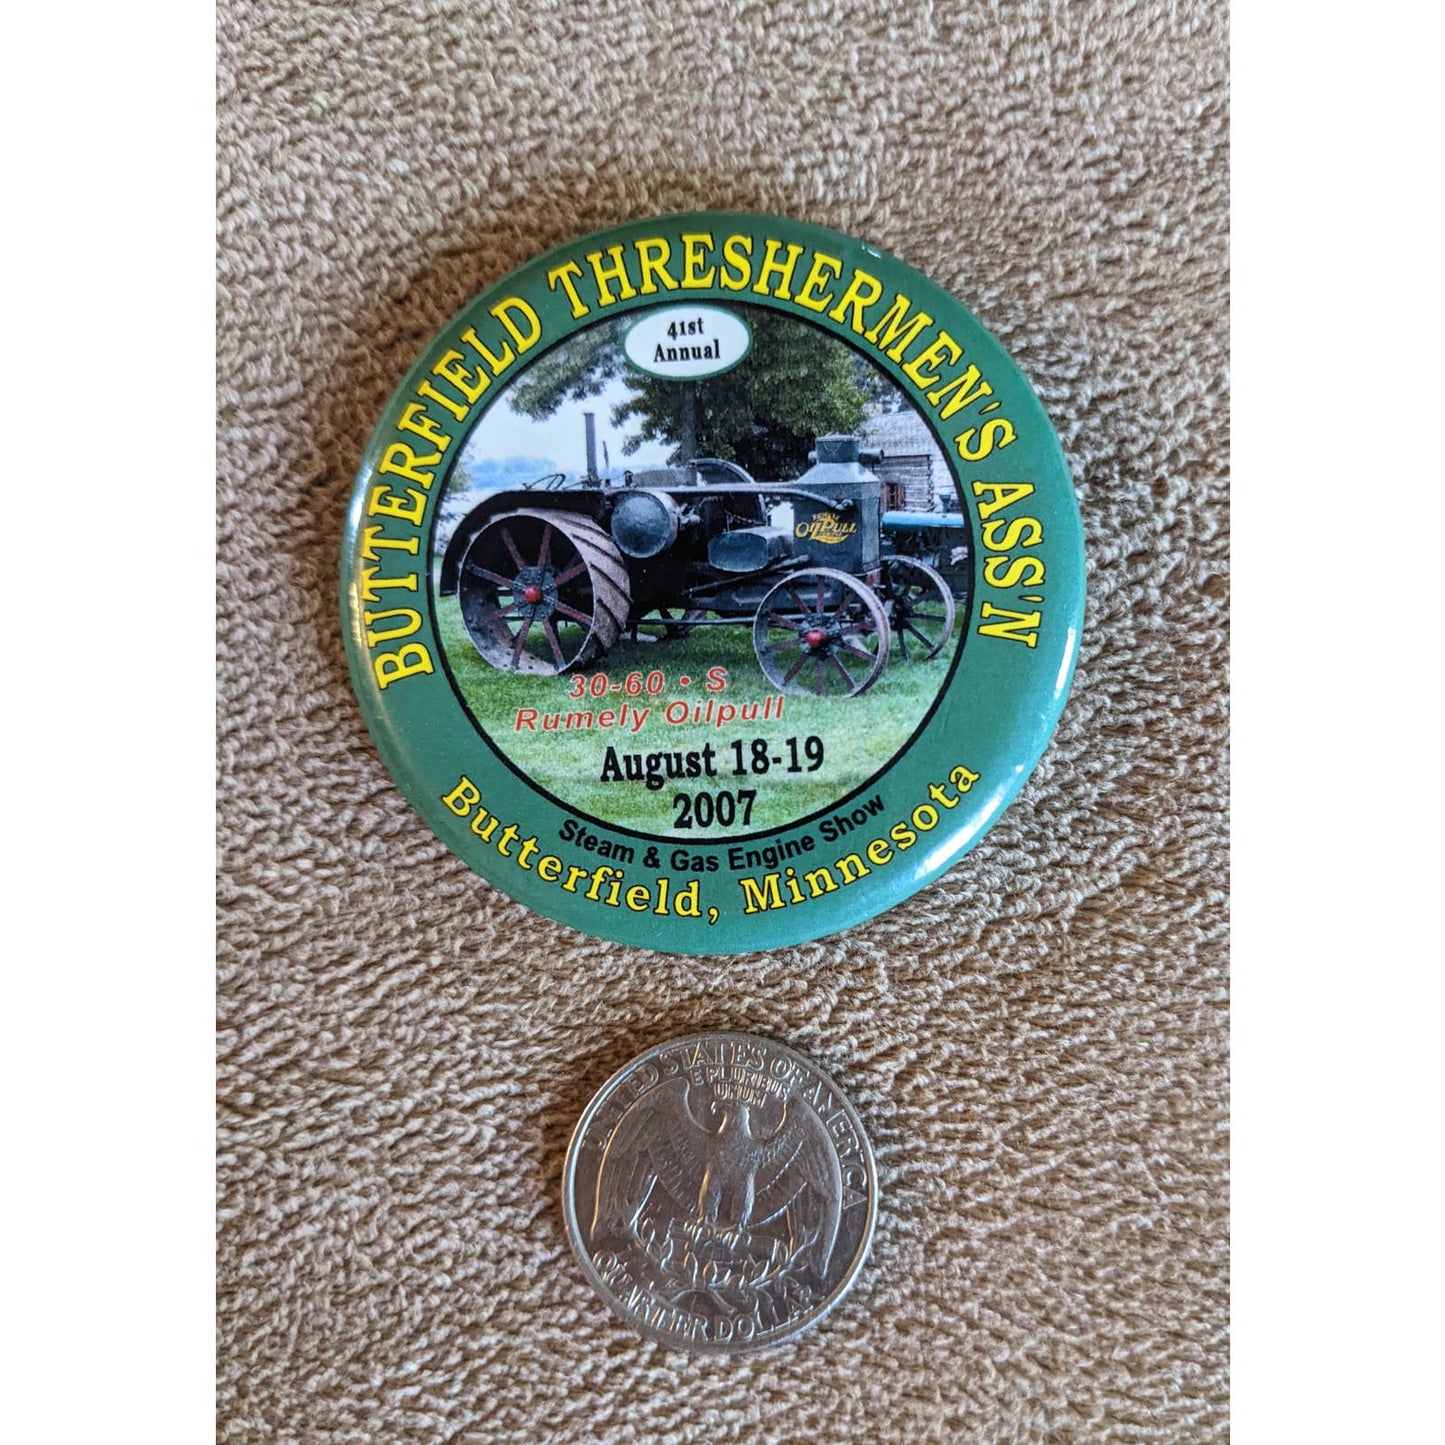 BUTTERFIELD THRESHERMEN'S ASS'N
41st
Annual
RUMELY
OILPULL
30-60 • S
Rumely Oilpull
August 18-19
2007
Steam & Gas Engine Show
Butterfield, Minnesota
UNITED STATES OF AMERICA
E PLURIBUS
UNUM
QUARTER DOLLAR